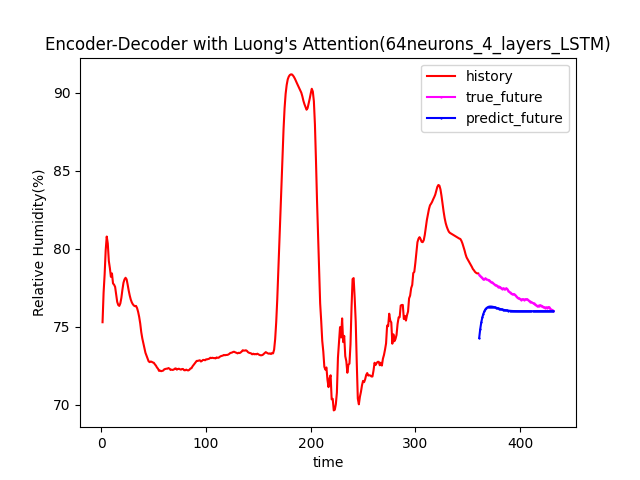 Encoder-Decoder with Luong's Attention(64neurons_4_layers_LSTM)
history
true_future
predict_future
Relative Humidity(%)
90
85
80
75
70
0
100
200
300
400
time